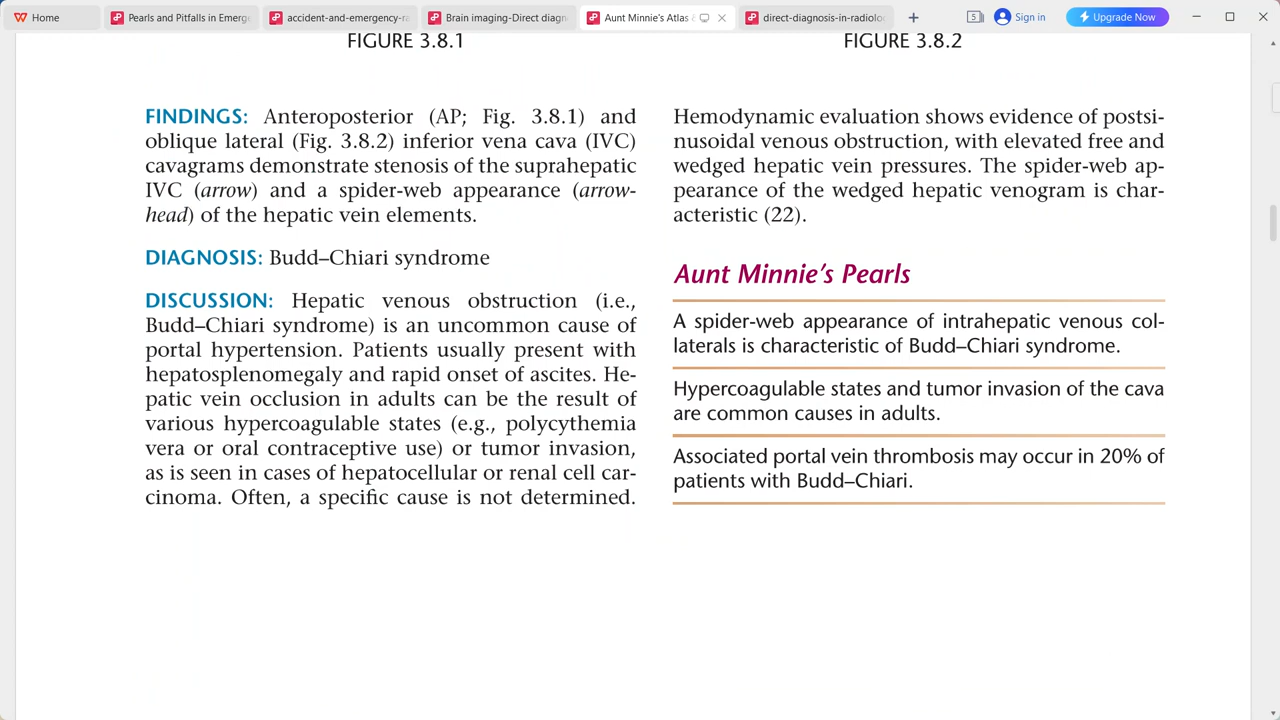 Home
Pearls and Pitfalls in Emerg
accident-and-emergency-ra
Brain imaging-Direct diagn
Aunt Minnie's Atlas &
direct-diagnosis-in-radiolo
5
Sign in
Upgrade Now
FIGURE 3.8.1
FIGURE 3.8.2
FINDINGS: Anteroposterior (AP; Fig. 3.8.1) and
oblique lateral (Fig. 3.8.2) inferior vena cava (IVC)
cavagrams demonstrate stenosis of the suprahepatic
IVC (arrow) and a spider-web appearance (arrow-
head) of the hepatic vein elements.
DIAGNOSIS: Budd–Chiari syndrome
DISCUSSION: Hepatic venous obstruction (i.e.,
Budd–Chiari syndrome) is an uncommon cause of
portal hypertension. Patients usually present with
hepatosplenomegaly and rapid onset of ascites. He-
patic vein occlusion in adults can be the result of
various hypercoagulable states (e.g., polycythemia
vera or oral contraceptive use) or tumor invasion,
as is seen in cases of hepatocellular or renal cell car-
cinoma. Often, a specific cause is not determined.
Hemodynamic evaluation shows evidence of postsi-
nusoidal venous obstruction, with elevated free and
wedged hepatic vein pressures. The spider-web ap-
pearance of the wedged hepatic venogram is char-
acteristic (22).
Aunt Minnie's Pearls
A spider-web appearance of intrahepatic venous col-
laterals is characteristic of Budd–Chiari syndrome.
Hypercoagulable states and tumor invasion of the cava
are common causes in adults.
Associated portal vein thrombosis may occur in 20% of
patients with Budd–Chiari.